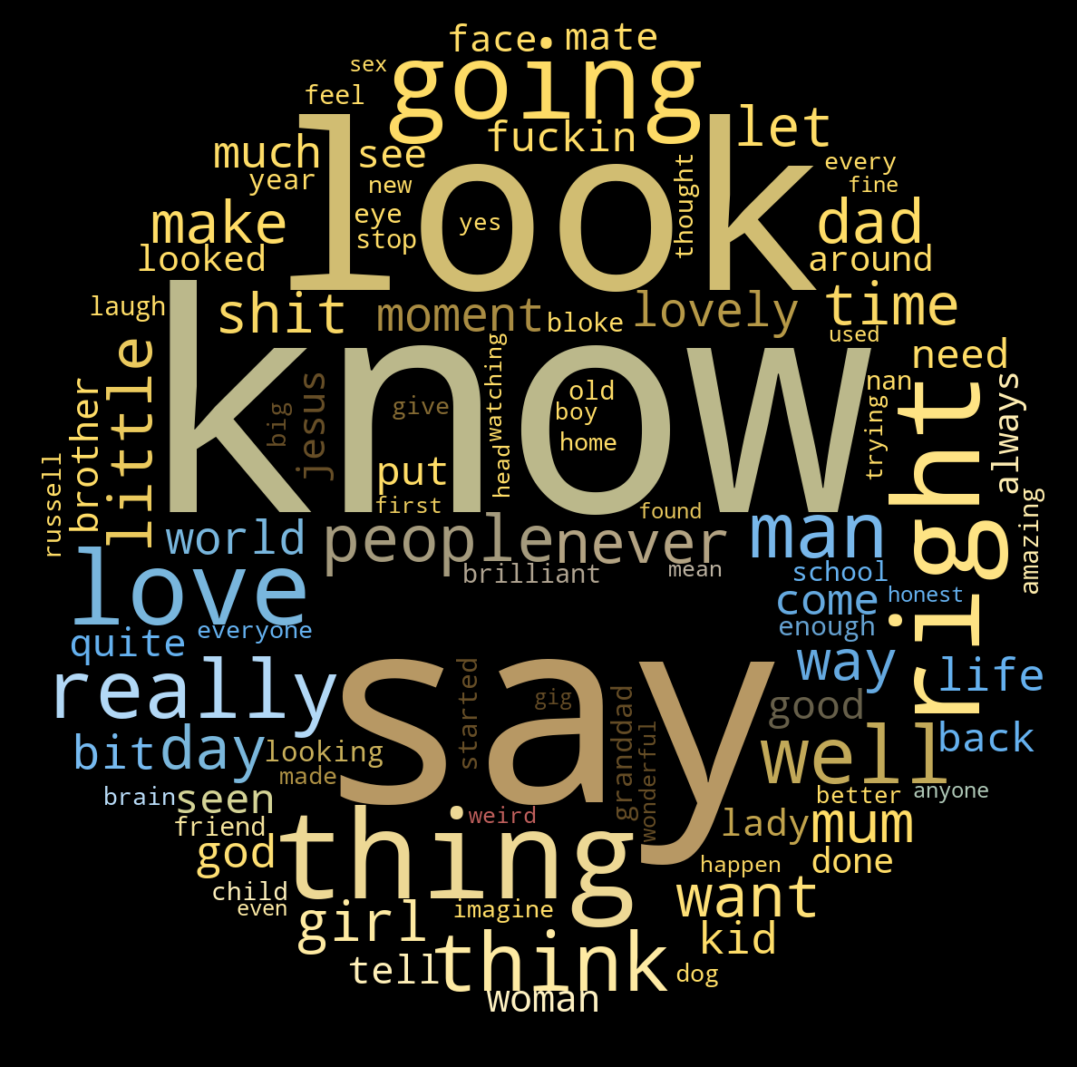 face mate
sex going
feel fuckin let
look
much see thought every
year new fine
make eye yes dad
looked stop around
laugh shit moment bloke lovely time
used
know
little need
brother jesus big give watching old boy home nan trying right always
russell put head
first found amazing
world people never man
love brilliant mean school
come honest
quite everyone enough
really say way life
started gig granddad good
bit day looking wonderful well back
made
brain seen weird better anyone
friend thing lady mum
god happen done
child
even girl imagine want
think kid
tell dog
woman